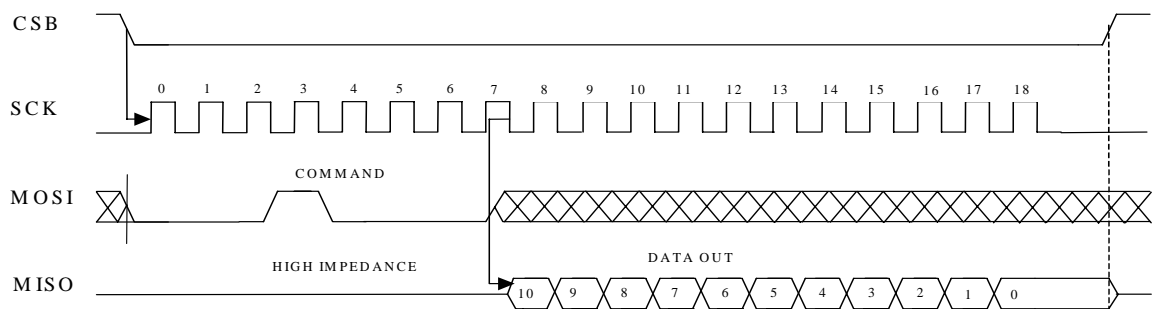 CSB
0 1 2 3 4 5 6 7 8 9 10 11 12 13 14 15 16 17 18
SCK
COMMAND
MOSI
HIGH IMPEDANCE DATA OUT
MISO
10 9 8 7 6 5 4 3 2 1 0